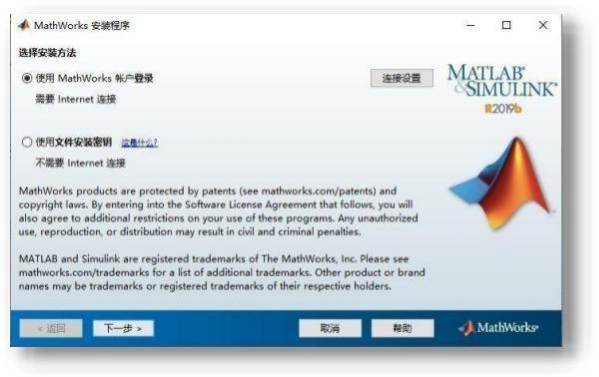 MathWorks 安装程序
选择安装方法
使用 MathWorks 帐户登录
连接设置
需要 Internet 连接
MATLAB®
&SIMULINK®
R2019b
使用文件安装密钥 这是什么?
不需要 Internet 连接
MathWorks products are protected by patents (see mathworks.com/patents) and
copyright laws. By entering into the Software License Agreement that follows, you will
also agree to additional restrictions on your use of these programs. Any unauthorized
use, reproduction, or distribution may result in civil and criminal penalties.
MATLAB and Simulink are registered trademarks of The MathWorks, Inc. Please see
mathworks.com/trademarks for a list of additional trademarks. Other product or brand
names may be trademarks or registered trademarks of their respective holders.
< 返回 下一步 > 取消 帮助 MathWorks®